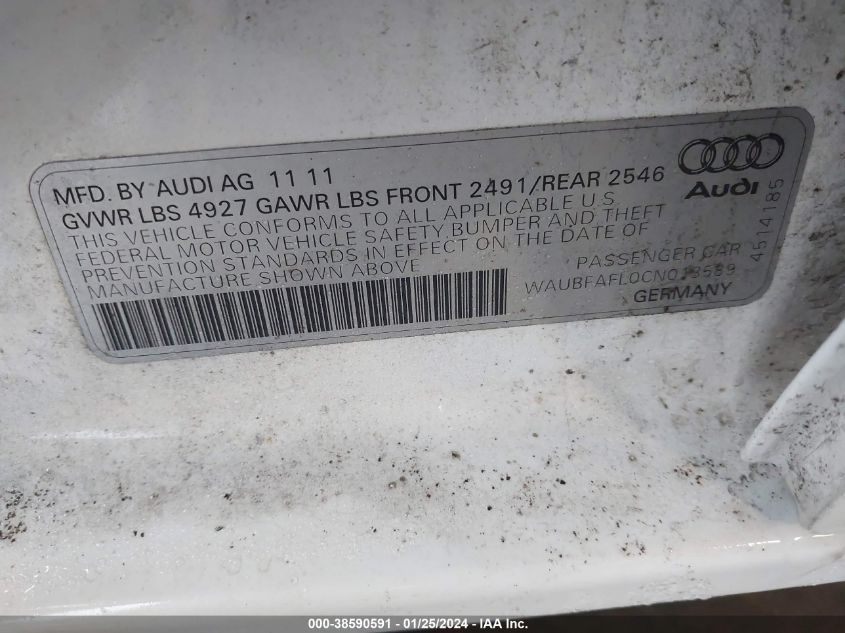 MFD. BY AUDI AG 11 11
GVWR LBS 4927 GAWR LBS FRONT 2491/REAR 2546
THIS VEHICLE CONFORMS TO ALL APPLICABLE U.S.
FEDERAL MOTOR VEHICLE SAFETY, BUMPER AND THEFT
PREVENTION STANDARDS IN EFFECT ON THE DATE OF
MANUFACTURE SHOWN ABOVE
Audi
PASSENGER CAR
WAUBFAFL0CN013589
GERMANY
4514185
000-38590591 - 01/25/2024 - IAA Inc.